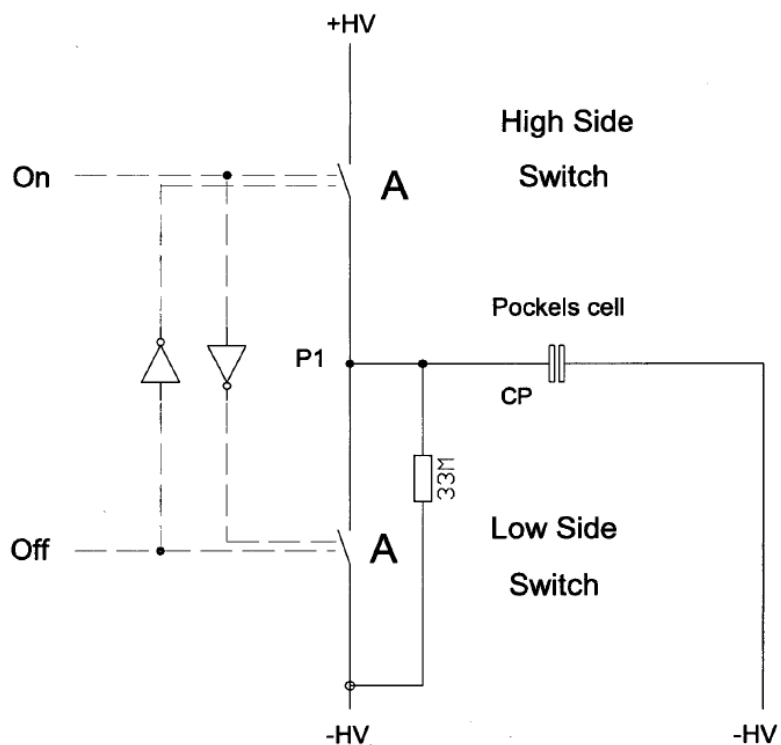 +HV
High Side
Switch
On
A
Pockels cell
P1
CP
33M
Low Side
Switch
Off
A
-HV
-HV